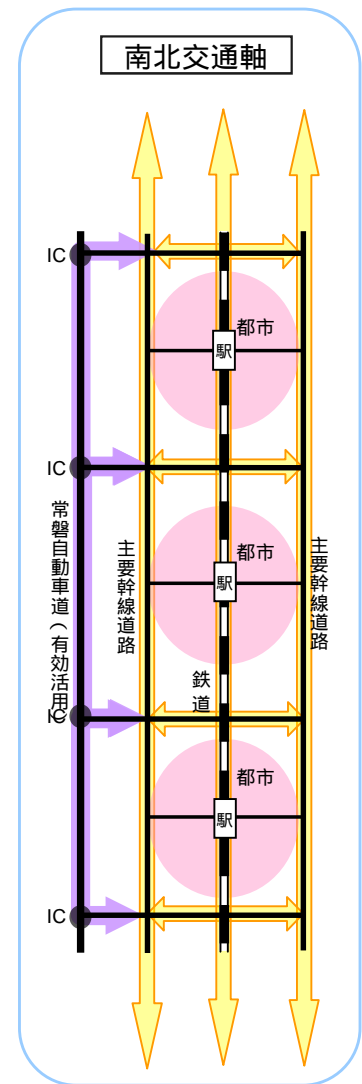 南北交通軸
IC
都市
駅
IC
常磐自動車道(有効活用)
主要幹線道路
都市
駅
主要幹線道路
鉄道
IC
都市
駅
IC